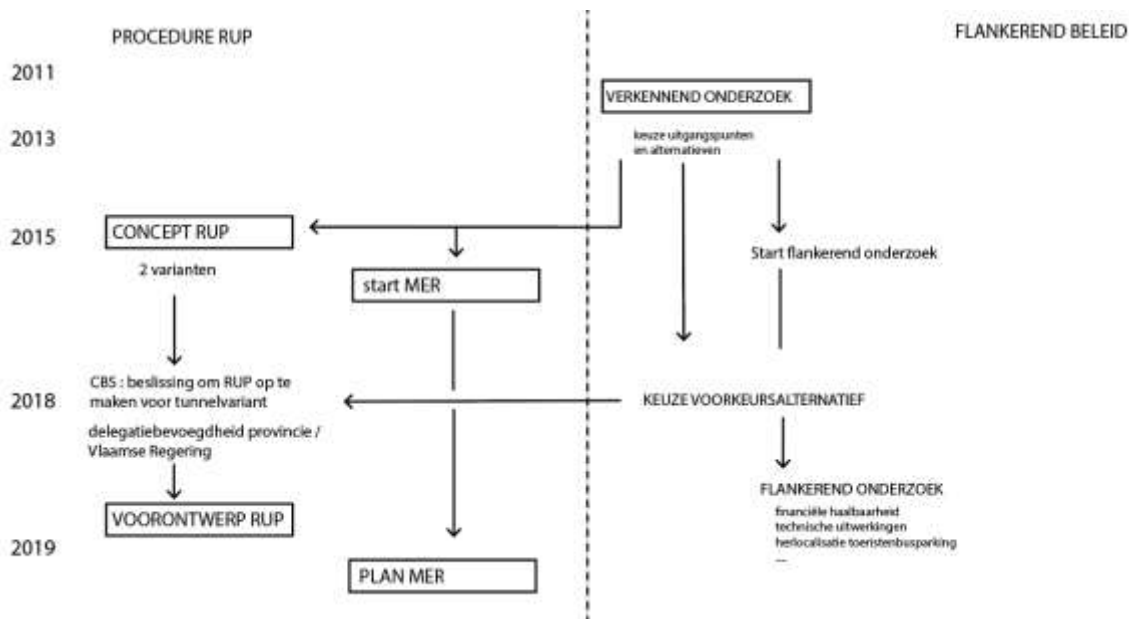 PROCEDURE RUP
FLANKEREND BELEID
2011
VERKENNEND ONDERZOEK
2013
keuze uitgangspunten
en alternatieven
2015
CONCEPT RUP
Start flankerend onderzoek
2 varianten
start MER
CBS : beslissing om RUP op te
maken voor tunnelvariant
2018
KEUZE VOORKEURSALTERNATIEF
delegatiebevoegdheid provincie /
Vlaamse Regering
FLANKEREND ONDERZOEK
financiële haalbaarheid
technische uitwerkingen
herlocalisatie toeristenbusparking
...
VOORONTWERP RUP
2019
PLAN MER